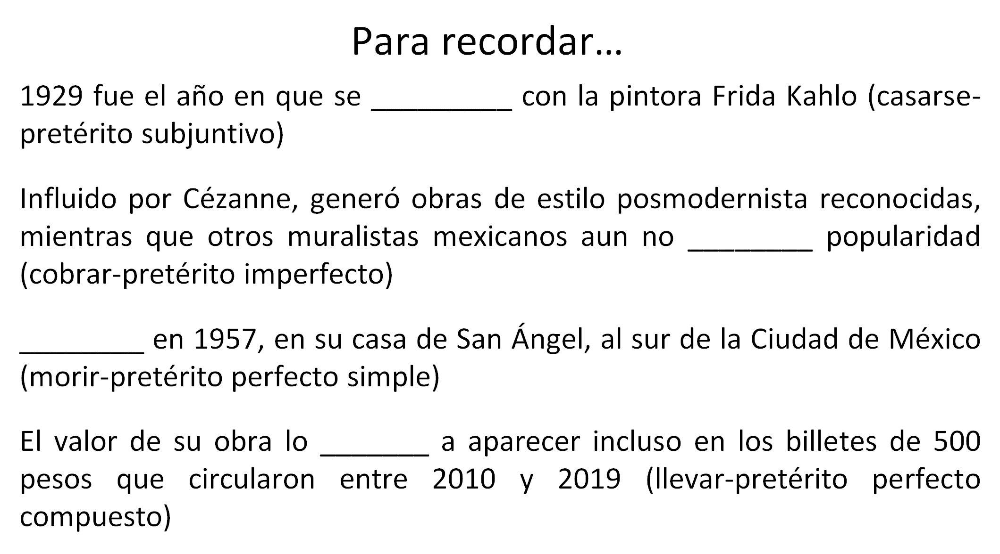 Para recordar...
1929 fue el año en que se _________ con la pintora Frida Kahlo (casarse-
pretérito subjuntivo)
Influido por Cézanne, generó obras de estilo posmodernista reconocidas,
mientras que otros muralistas mexicanos aun no ________ popularidad
(cobrar-pretérito imperfecto)
________ en 1957, en su casa de San Ángel, al sur de la Ciudad de México
(morir-pretérito perfecto simple)
El valor de su obra lo _______ a aparecer incluso en los billetes de 500
pesos que circularon entre 2010 y 2019 (llevar-pretérito perfecto
compuesto)